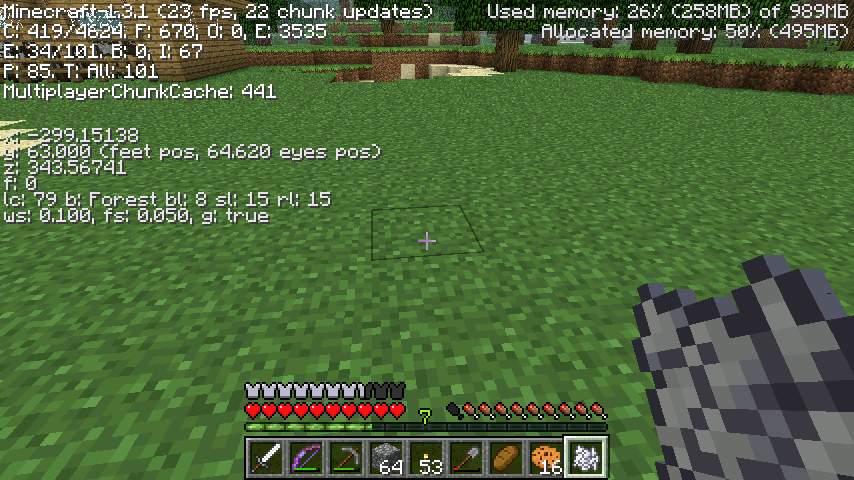 Minecraft 1.3.1 (23 fps, 22 chunk updates)
Used memory: 26% (258MB) of 989MB
C: 419/4624, F: 670, O: 0, E: 3535
Allocated memory: 50% (495MB)
E: 34/101, B: 0, I: 67
P: 85, T: All: 101
MultiplayerChunkCache: 441
x: -299.15138
y: 63.000 (feet pos, 64.620 eyes pos)
z: 343.56741
f: 0
lc: 79 b: Forest bl: 8 sl: 15 rl: 15
ws: 0.100, fs: 0.050, g: true
7
64
53
16